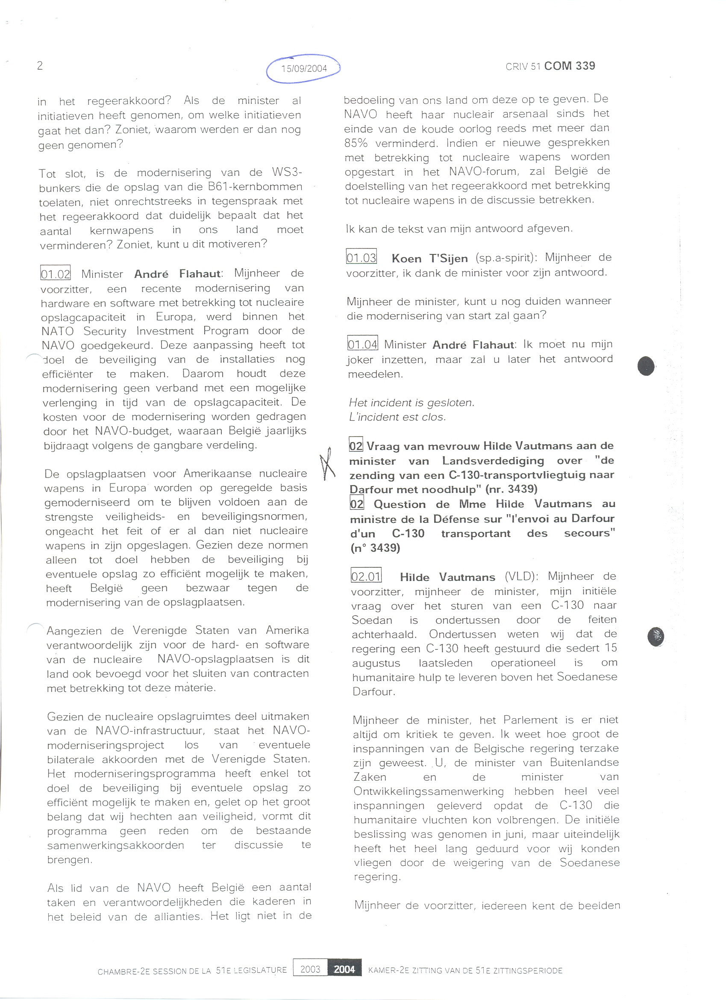 2
15/09/2004
CRIV 51 COM 339
in het regeerakkoord? Als de minister al
initiatieven heeft genomen, om welke initiatieven
gaat het dan? Zoniet, waarom werden er dan nog
geen genomen?
Tot slot, is de modernisering van de WS3-
bunkers die de opslag van die B61-kernbommen
toelaten, niet onrechtstreeks in tegenspraak met
het regeerakkoord dat duidelijk bepaalt dat het
aantal kernwapens in ons land moet
verminderen? Zoniet, kunt u dit motiveren?
01.02 Minister André Flahaut: Mijnheer de
voorzitter, een recente modernisering van
hardware en software met betrekking tot nucleaire
opslagcapaciteit in Europa, werd binnen het
NATO Security Investment Program door de
NAVO goedgekeurd. Deze aanpassing heeft tot
doel de beveiliging van de installaties nog
efficiënter te maken. Daarom houdt deze
modernisering geen verband met een mogelijke
verlenging in tijd van de opslagcapaciteit. De
kosten voor de modernisering worden gedragen
door het NAVO-budget, waaraan België jaarlijks
bijdraagt volgens de gangbare verdeling.
De opslagplaatsen voor Amerikaanse nucleaire
wapens in Europa worden op geregelde basis
gemoderniseerd om te blijven voldoen aan de
strengste veiligheids- en beveiligingsnormen,
ongeacht het feit of er al dan niet nucleaire
wapens in zijn opgeslagen. Gezien deze normen
alleen tot doel hebben de beveiliging bij
eventuele opslag zo efficiënt mogelijk te maken,
heeft België geen bezwaar tegen de
modernisering van de opslagplaatsen.
Aangezien de Verenigde Staten van Amerika
verantwoordelijk zijn voor de hard- en software
van de nucleaire NAVO-opslagplaatsen is dit
land ook bevoegd voor het sluiten van contracten
met betrekking tot deze materie.
Gezien de nucleaire opslagruimtes deel uitmaken
van de NAVO-infrastructuur, staat het NAVO-
moderniseringsproject los van eventuele
bilaterale akkoorden met de Verenigde Staten.
Het moderniseringsprogramma heeft enkel tot
doel de beveiliging bij eventuele opslag zo
efficiënt mogelijk te maken en, gelet op het groot
belang dat wij hechten aan veiligheid, vormt dit
programma geen reden om de bestaande
samenwerkingsakkoorden ter discussie te
brengen.
Als lid van de NAVO heeft België een aantal
taken en verantwoordelijkheden die kaderen in
het beleid van de allianties. Het ligt niet in de
bedoeling van ons land om deze op te geven. De
NAVO heeft haar nucleair arsenaal sinds het
einde van de koude oorlog reeds met meer dan
85% verminderd. Indien er nieuwe gesprekken
met betrekking tot nucleaire wapens worden
opgestart in het NAVO-forum, zal België de
doelstelling van het regeerakkoord met betrekking
tot nucleaire wapens in de discussie betrekken.
Ik kan de tekst van mijn antwoord afgeven.
01.03 Koen T'Sijen (sp.a-spirit): Mijnheer de
voorzitter, ik dank de minister voor zijn antwoord.
Mijnheer de minister, kunt u nog duiden wanneer
die modernisering van start zal gaan?
01.04 Minister André Flahaut: Ik moet nu mijn
joker inzetten, maar zal u later het antwoord
meedelen.
Het incident is gesloten.
L'incident est clos.
02 Vraag van mevrouw Hilde Vautmans aan de
minister van Landsverdediging over "de
zending van een C-130-transportvliegtuig naar
Darfour met noodhulp" (nr. 3439)
02 Question de Mme Hilde Vautmans au
ministre de la Défense sur "l'envoi au Darfour
d'un C-130 transportant des secours"
(n° 3439)
02.01 Hilde Vautmans (VLD): Mijnheer de
voorzitter, mijnheer de minister, mijn initiële
vraag over het sturen van een C-130 naar
Soedan is ondertussen door de feiten
achterhaald. Ondertussen weten wij dat de
regering een C-130 heeft gestuurd die sedert 15
augustus laatsleden operationeel is om
humanitaire hulp te leveren boven het Soedanese
Darfour.
Mijnheer de minister, het Parlement is er niet
altijd om kritiek te geven. Ik weet hoe groot de
inspanningen van de Belgische regering terzake
zijn geweest. U, de minister van Buitenlandse
Zaken en de minister van
Ontwikkelingssamenwerking hebben heel veel
inspanningen geleverd opdat de C-130 die
humanitaire vluchten kon volbrengen. De initiële
beslissing was genomen in juni, maar uiteindelijk
heeft het heel lang geduurd voor wij konden
vliegen door de weigering van de Soedanese
regering.
Mijnheer de voorzitter, iedereen kent de beelden
CHAMBRE-2E SESSION DE LA 51E LEGISLATURE 2003 2004 KAMER-2E ZITTING VAN DE 51E ZITTINGSPERIODE